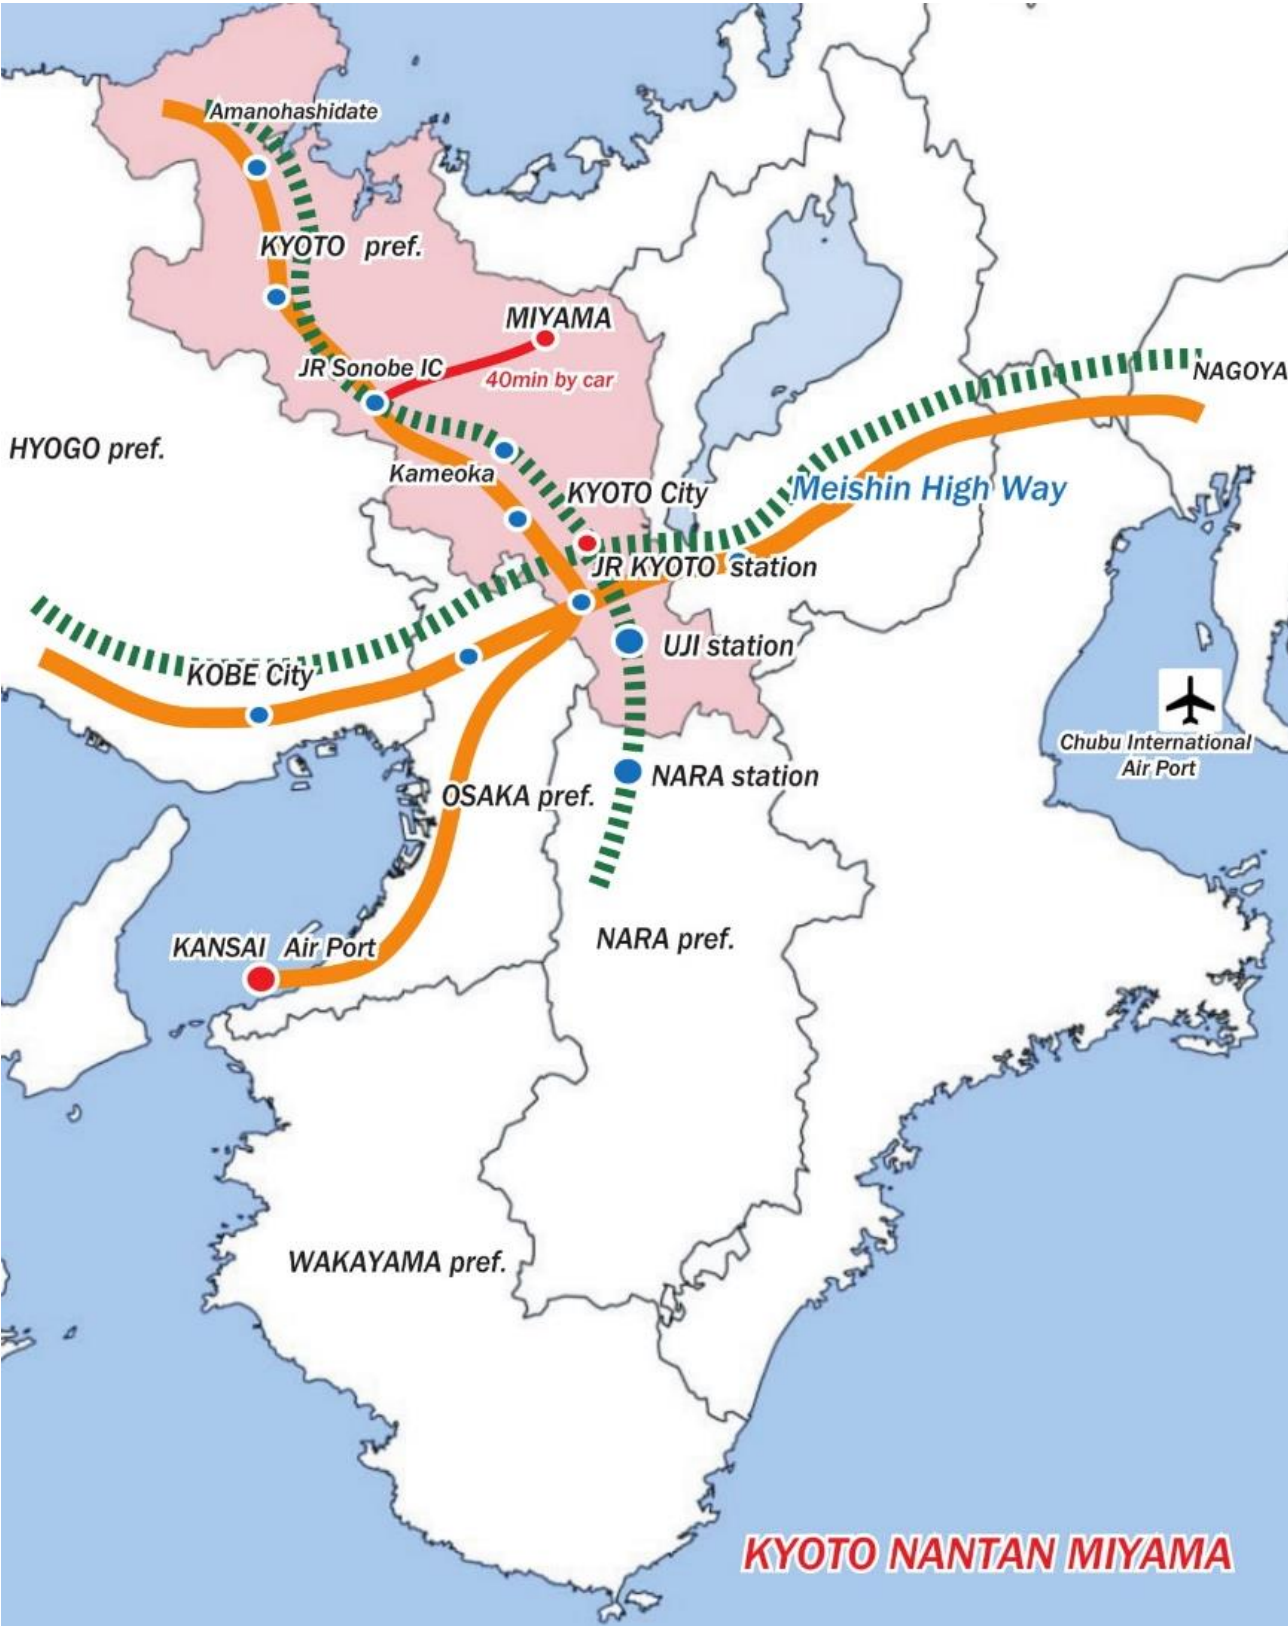 Amanohashidate
KYOTO pref.
MIYAMA
JR Sonobe IC
40min by car
NAGOYA
HYOGO pref.
Kameoka
KYOTO City
Meishin High Way
JR KYOTO station
UJI station
KOBE City
Chubu International
Air Port
NARA station
OSAKA pref.
NARA pref.
KANSAI Air Port
WAKAYAMA pref.
KYOTO NANTAN MIYAMA